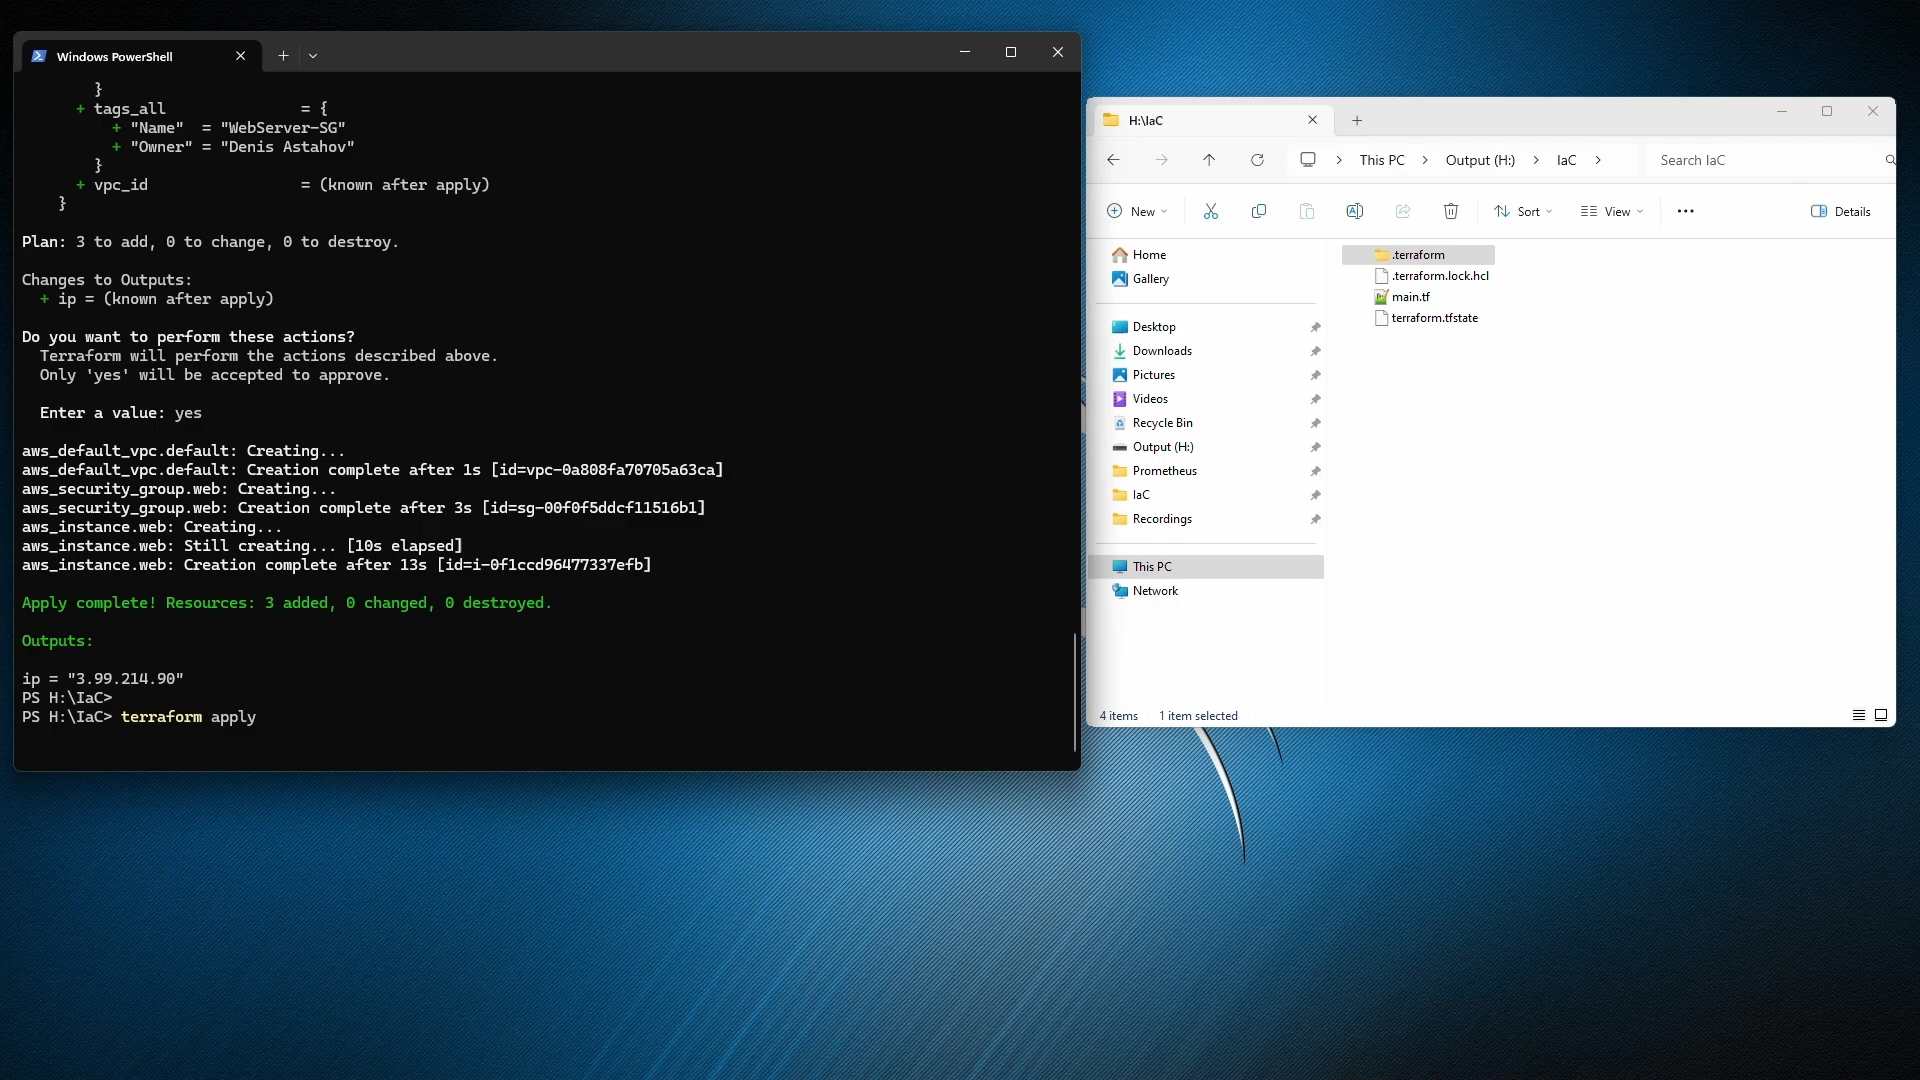 Windows PowerShell
}
+ tags_all = {
+ "Name" = "WebServer-SG"
+ "Owner" = "Denis Astahov"
}
+ vpc_id = (known after apply)
}
Plan: 3 to add, 0 to change, 0 to destroy.
Changes to Outputs:
+ ip = (known after apply)
Do you want to perform these actions?
Terraform will perform the actions described above.
Only 'yes' will be accepted to approve.
Enter a value: yes
aws_default_vpc.default: Creating...
aws_default_vpc.default: Creation complete after 1s [id=vpc-0a808fa70705a63ca]
aws_security_group.web: Creating...
aws_security_group.web: Creation complete after 3s [id=sg-00f0f5ddcf11516b1]
aws_instance.web: Creating...
aws_instance.web: Still creating... [10s elapsed]
aws_instance.web: Creation complete after 13s [id=i-0f1ccd96477337efb]
Apply complete! Resources: 3 added, 0 changed, 0 destroyed.
Outputs:
ip = "3.99.214.90"
PS H:\IaC>
PS H:\IaC> terraform apply
H:\IaC
This PC > Output (H:) > IaC >
Search IaC
New
Sort
View
Details
Home
Gallery
Desktop
Downloads
Pictures
Videos
Recycle Bin
Output (H:)
Prometheus
IaC
Recordings
This PC
Network
.terraform
.terraform.lock.hcl
main.tf
terraform.tfstate
4 items 1 item selected